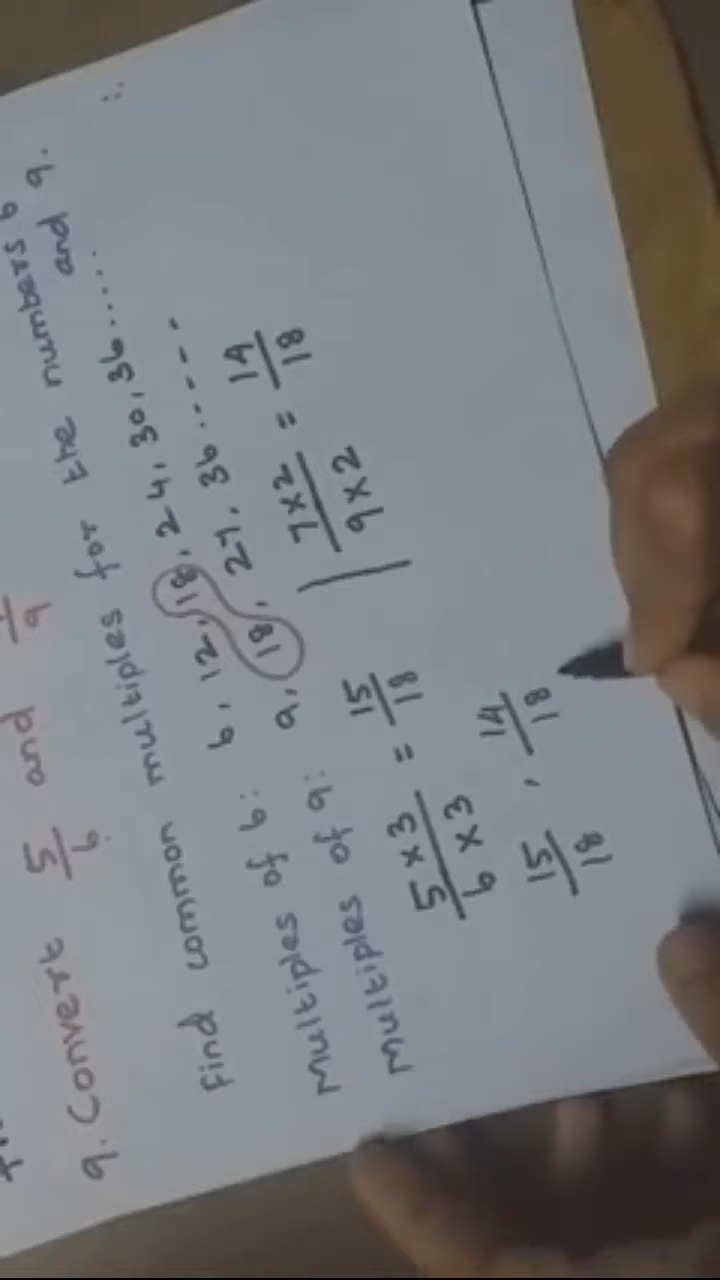 9. Convert 5/6 and /9
Find common multiples for the numbers 6 and 9.
Multiples of 6: 6, 12, 18, 24, 30, 36.....
Multiples of 9: 9, 18, 27, 36.....
5 × 3 / 6 × 3 = 15/18 | 7×2 / 9×2 = 14/18
15/18 , 14/18